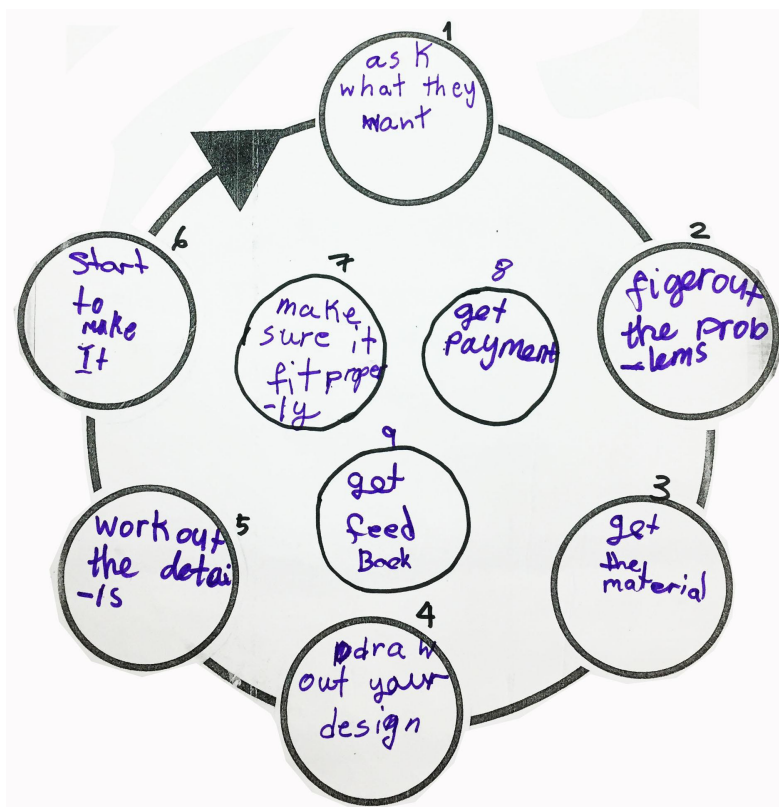 1
ask
what they
want
2
figerout
the prob
-lems
3
get
the
material
4
draw
out your
design
5
work out
the detai
-ls
6
Start
to
make
It
7
make
sure it
fit proper
-ly
8
get
payment
9
get
feed
Back